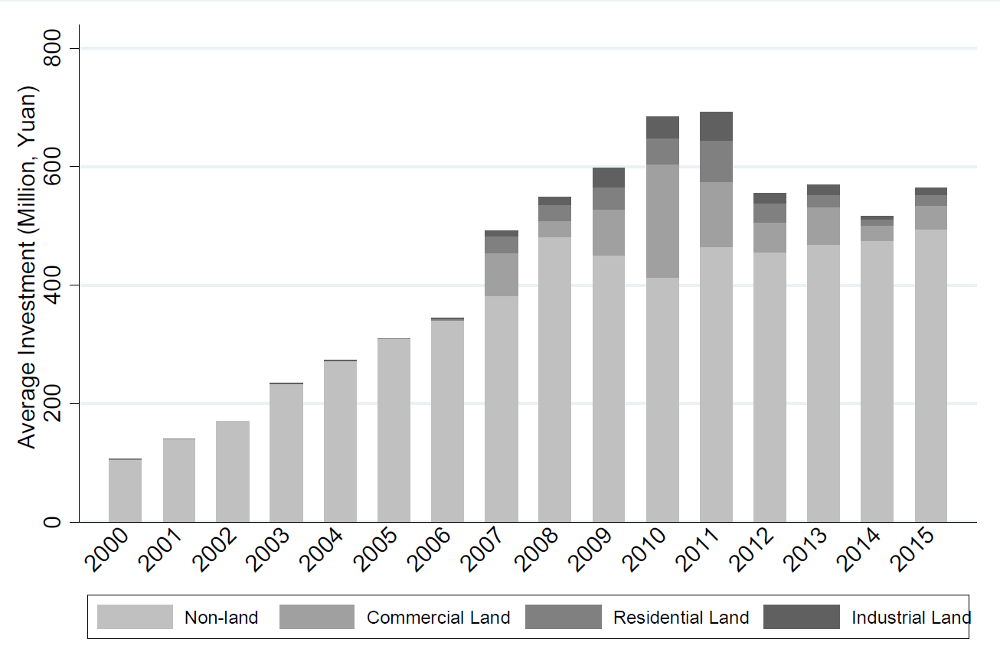 Average Investment (Million, Yuan)
800
600
400
200
0
2000 2001 2002 2003 2004 2005 2006 2007 2008 2009 2010 2011 2012 2013 2014 2015
Non-land Commercial Land Residential Land Industrial Land